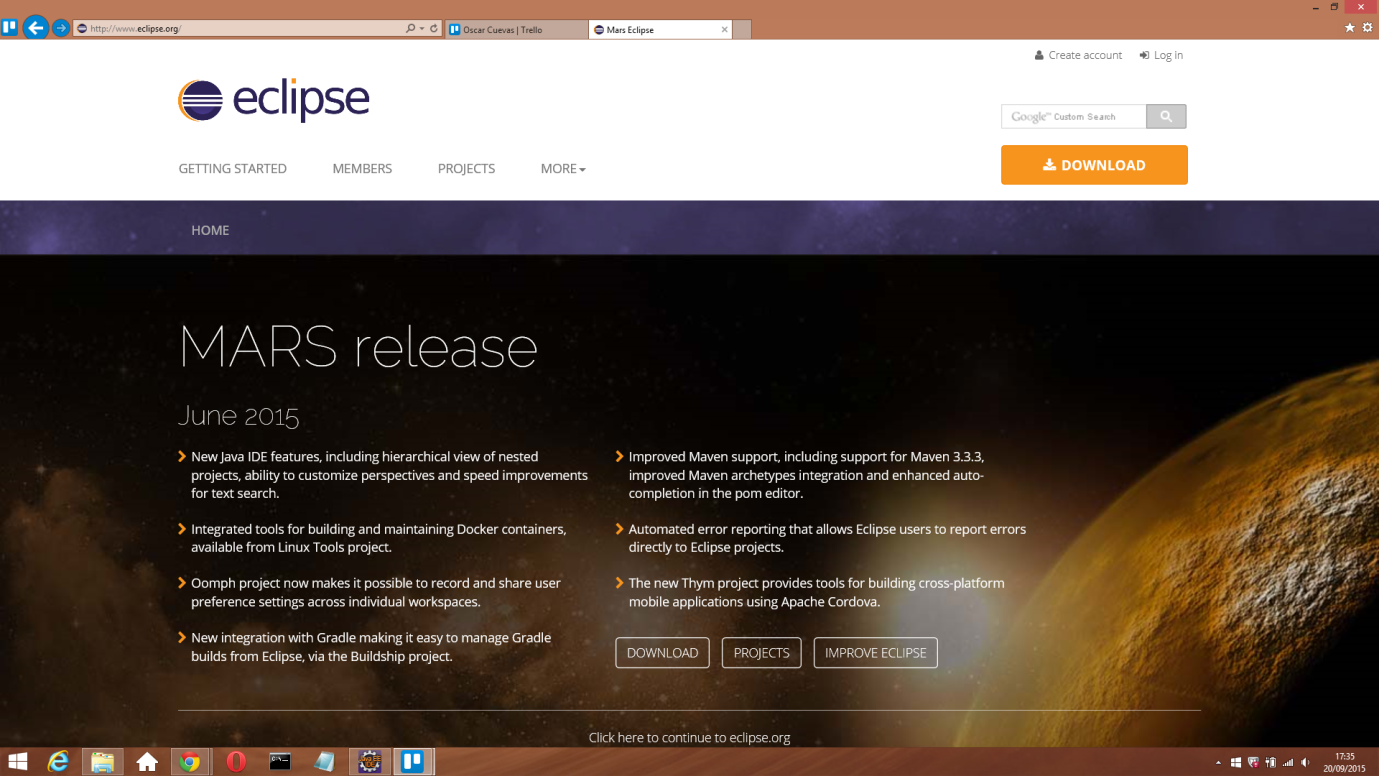 http://www.eclipse.org/
Oscar Cuevas | Trello
Mars Eclipse
Create account
Log in
eclipse
Google™ Custom Search
GETTING STARTED
MEMBERS
PROJECTS
MORE
DOWNLOAD
HOME
MARS release
June 2015
New Java IDE features, including hierarchical view of nested
projects, ability to customize perspectives and speed improvements
for text search.
Integrated tools for building and maintaining Docker containers,
available from Linux Tools project.
Oomph project now makes it possible to record and share user
preference settings across individual workspaces.
New integration with Gradle making it easy to manage Gradle
builds from Eclipse, via the Buildship project.
Improved Maven support, including support for Maven 3.3.3,
improved Maven archetypes integration and enhanced auto-
completion in the pom editor.
Automated error reporting that allows Eclipse users to report errors
directly to Eclipse projects.
The new Thym project provides tools for building cross-platform
mobile applications using Apache Cordova.
DOWNLOAD
PROJECTS
IMPROVE ECLIPSE
Click here to continue to eclipse.org
17:35
20/09/2015